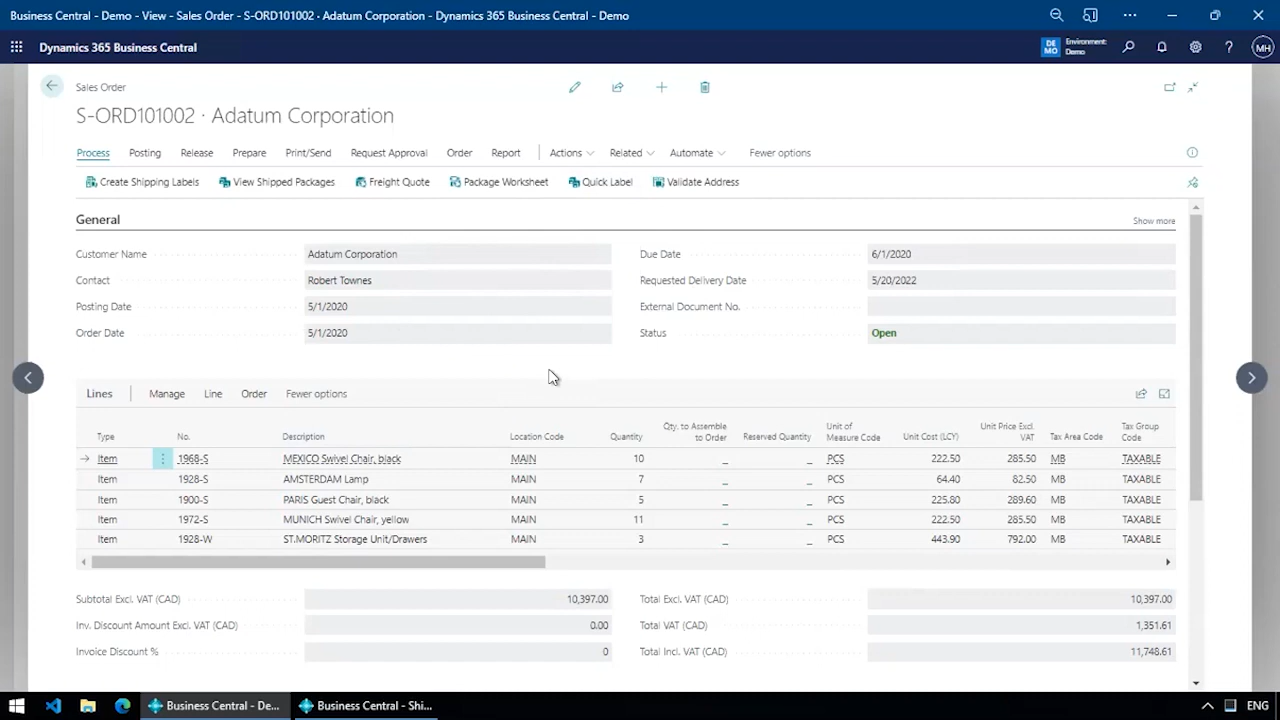 Business Central - Demo - View - Sales Order - S-ORD101002 · Adatum Corporation - Dynamics 365 Business Central - Demo
Dynamics 365 Business Central
DEMO
Environment: Demo
MH
Sales Order
S-ORD101002 · Adatum Corporation
Process Posting Release Prepare Print/Send Request Approval Order Report Actions Related Automate Fewer options
Create Shipping Labels View Shipped Packages Freight Quote Package Worksheet Quick Label Validate Address
General Show more
Customer Name Adatum Corporation Due Date 6/1/2020
Contact Robert Townes Requested Delivery Date 5/20/2022
Posting Date 5/1/2020 External Document No.
Order Date 5/1/2020 Status Open
Lines Manage Line Order Fewer options
Type No. Description Location Code Quantity Qty. to Assemble to Order Reserved Quantity Unit of Measure Code Unit Cost (LCY) Unit Price Excl. VAT Tax Area Code Tax Group Code
Item 1968-S MEXICO Swivel Chair, black MAIN 10 _ _ PCS 222.50 285.50 MB TAXABLE
Item 1928-S AMSTERDAM Lamp MAIN 7 _ _ PCS 64.40 82.50 MB TAXABLE
Item 1900-S PARIS Guest Chair, black MAIN 5 _ _ PCS 225.80 289.60 MB TAXABLE
Item 1972-S MUNICH Swivel Chair, yellow MAIN 11 _ _ PCS 222.50 285.50 MB TAXABLE
Item 1928-W ST.MORITZ Storage Unit/Drawers MAIN 3 _ _ PCS 443.90 792.00 MB TAXABLE
Subtotal Excl. VAT (CAD) 10,397.00 Total Excl. VAT (CAD) 10,397.00
Inv. Discount Amount Excl. VAT (CAD) 0.00 Total VAT (CAD) 1,351.61
Invoice Discount % 0 Total Incl. VAT (CAD) 11,748.61
Business Central - De... Business Central - Shi... ENG